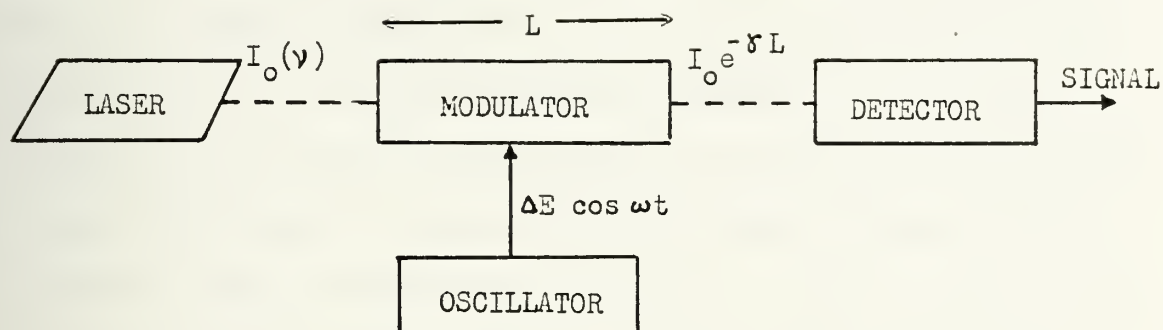 L
I₀(ν)
I₀e^{-γL}
SIGNAL
LASER
MODULATOR
DETECTOR
ΔE cos ωt
OSCILLATOR